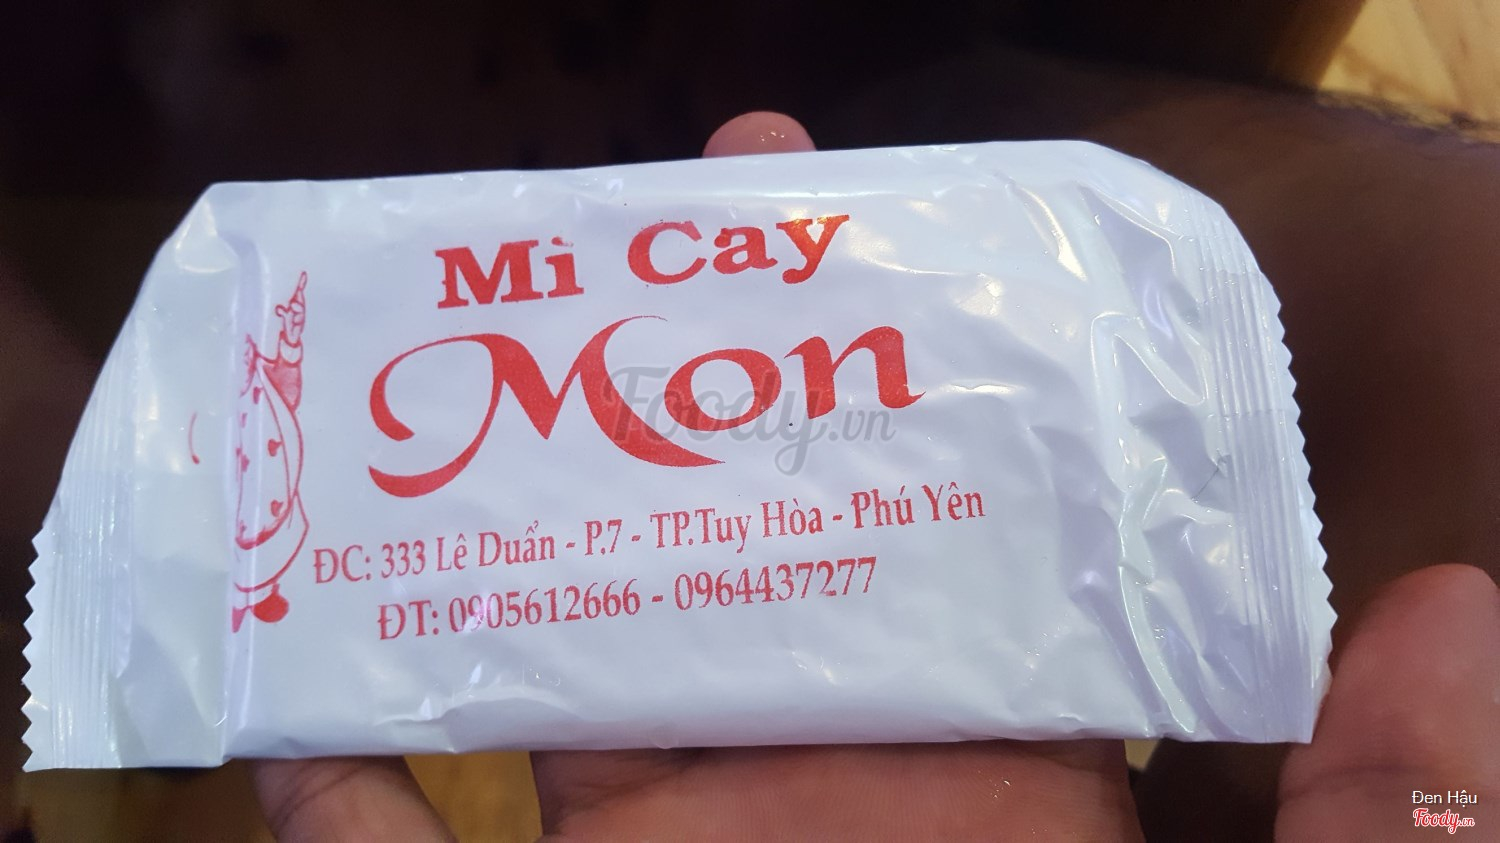 Mì Cay
Mon
Foody.vn
ĐC: 333 Lê Duẩn - P.7 - TP.Tuy Hòa - Phú Yên
ĐT: 0905612666 - 0964437277
Đen Hậu
Foody.vn